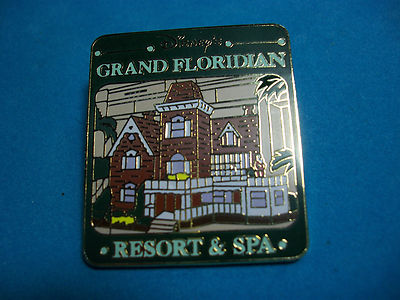 Disney's
GRAND FLORIDIAN
RESORT & SPA